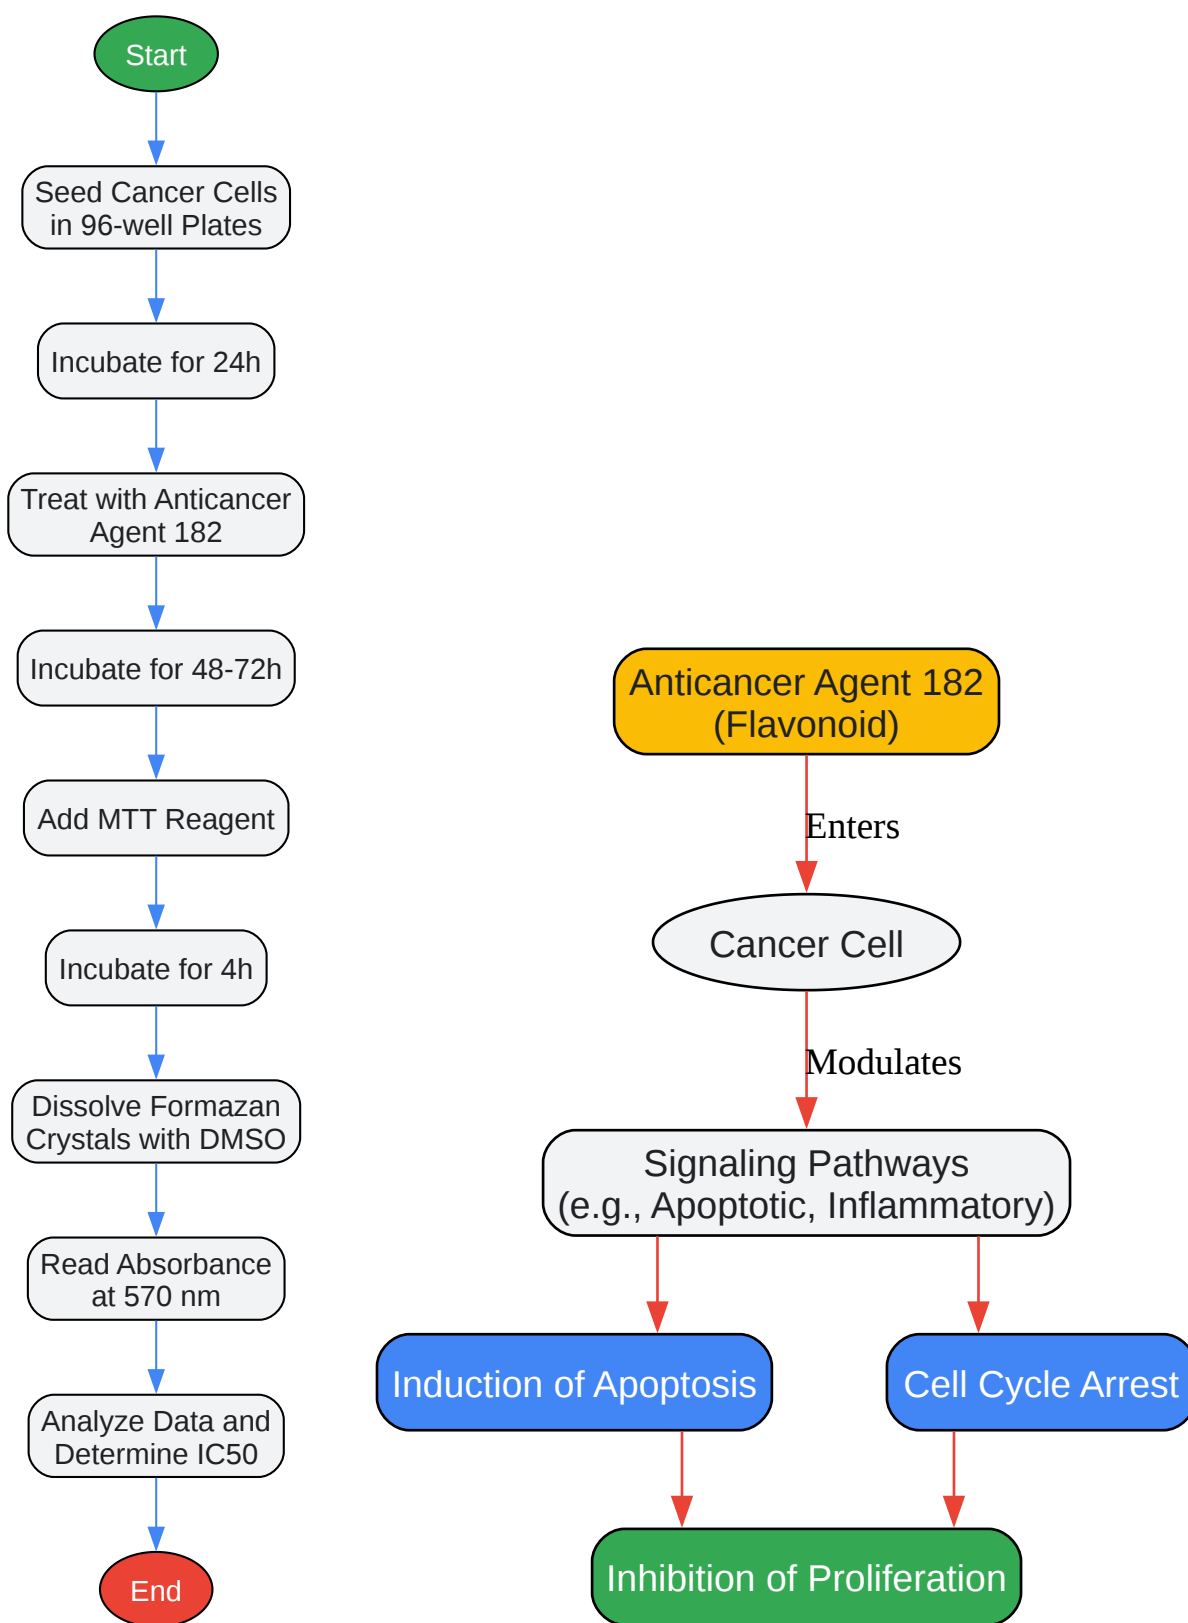 Start
Seed Cancer Cells
in 96-well Plates
Incubate for 24h
Treat with Anticancer
Agent 182
Incubate for 48-72h
Add MTT Reagent
Incubate for 4h
Dissolve Formazan
Crystals with DMSO
Read Absorbance
at 570 nm
Analyze Data and
Determine IC50
End
Anticancer Agent 182
(Flavonoid)
Enters
Cancer Cell
Modulates
Signaling Pathways
(e.g., Apoptotic, Inflammatory)
Induction of Apoptosis
Cell Cycle Arrest
Inhibition of Proliferation